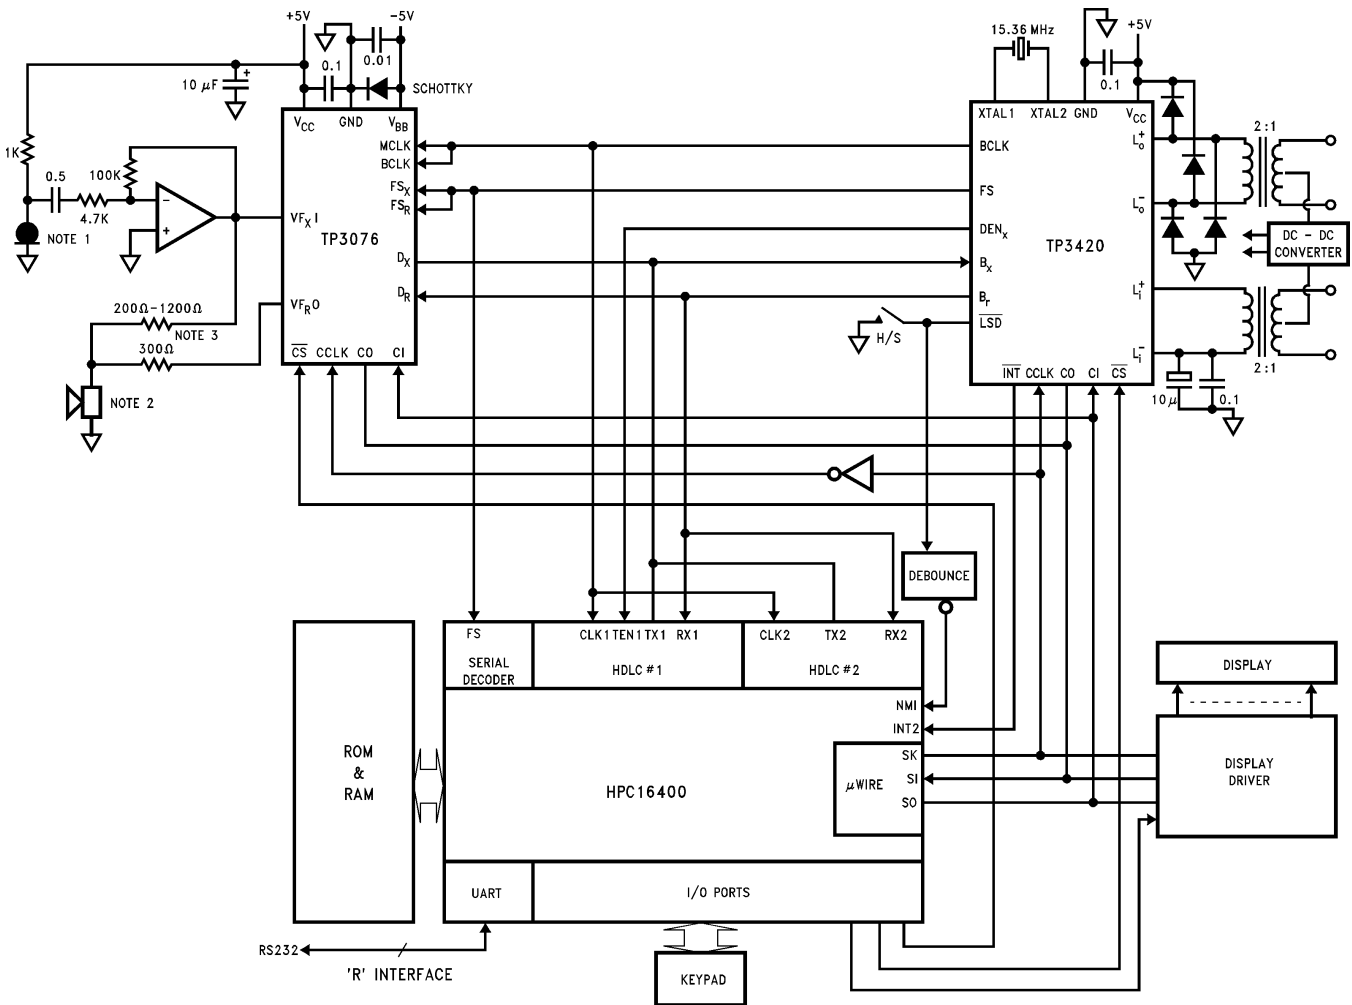 +5V
-5V
15.36 MHz
+5V
10 μF
+
0.1
0.01
SCHOTTKY
0.1
VCC GND VBB
XTAL1 XTAL2 GND VCC
1K
100K
0.5
4.7K
NOTE 1
-
+
MCLK
BCLK
FSX
FSR
VFXI
TP3076
DX
DR
VFRO
200Ω-1200Ω
NOTE 3
300Ω
NOTE 2
C̅S̅ CCLK CO CI
BCLK
FS
DENx
TP3420
Bx
Br
L̅S̅D̅
H/S
Lo+
Lo-
Li+
Li-
2:1
DC - DC
CONVERTER
2:1
I̅N̅T̅ CCLK CO CI C̅S̅
10 μ
0.1
DEBOUNCE
FS
CLK1 TEN1 TX1 RX1
CLK2 TX2 RX2
SERIAL
DECODER
HDLC #1
HDLC #2
NMI
INT2
SK
SI
SO
μWIRE
ROM
&
RAM
HPC16400
DISPLAY
DISPLAY
DRIVER
UART
I/O PORTS
RS232
'R' INTERFACE
KEYPAD